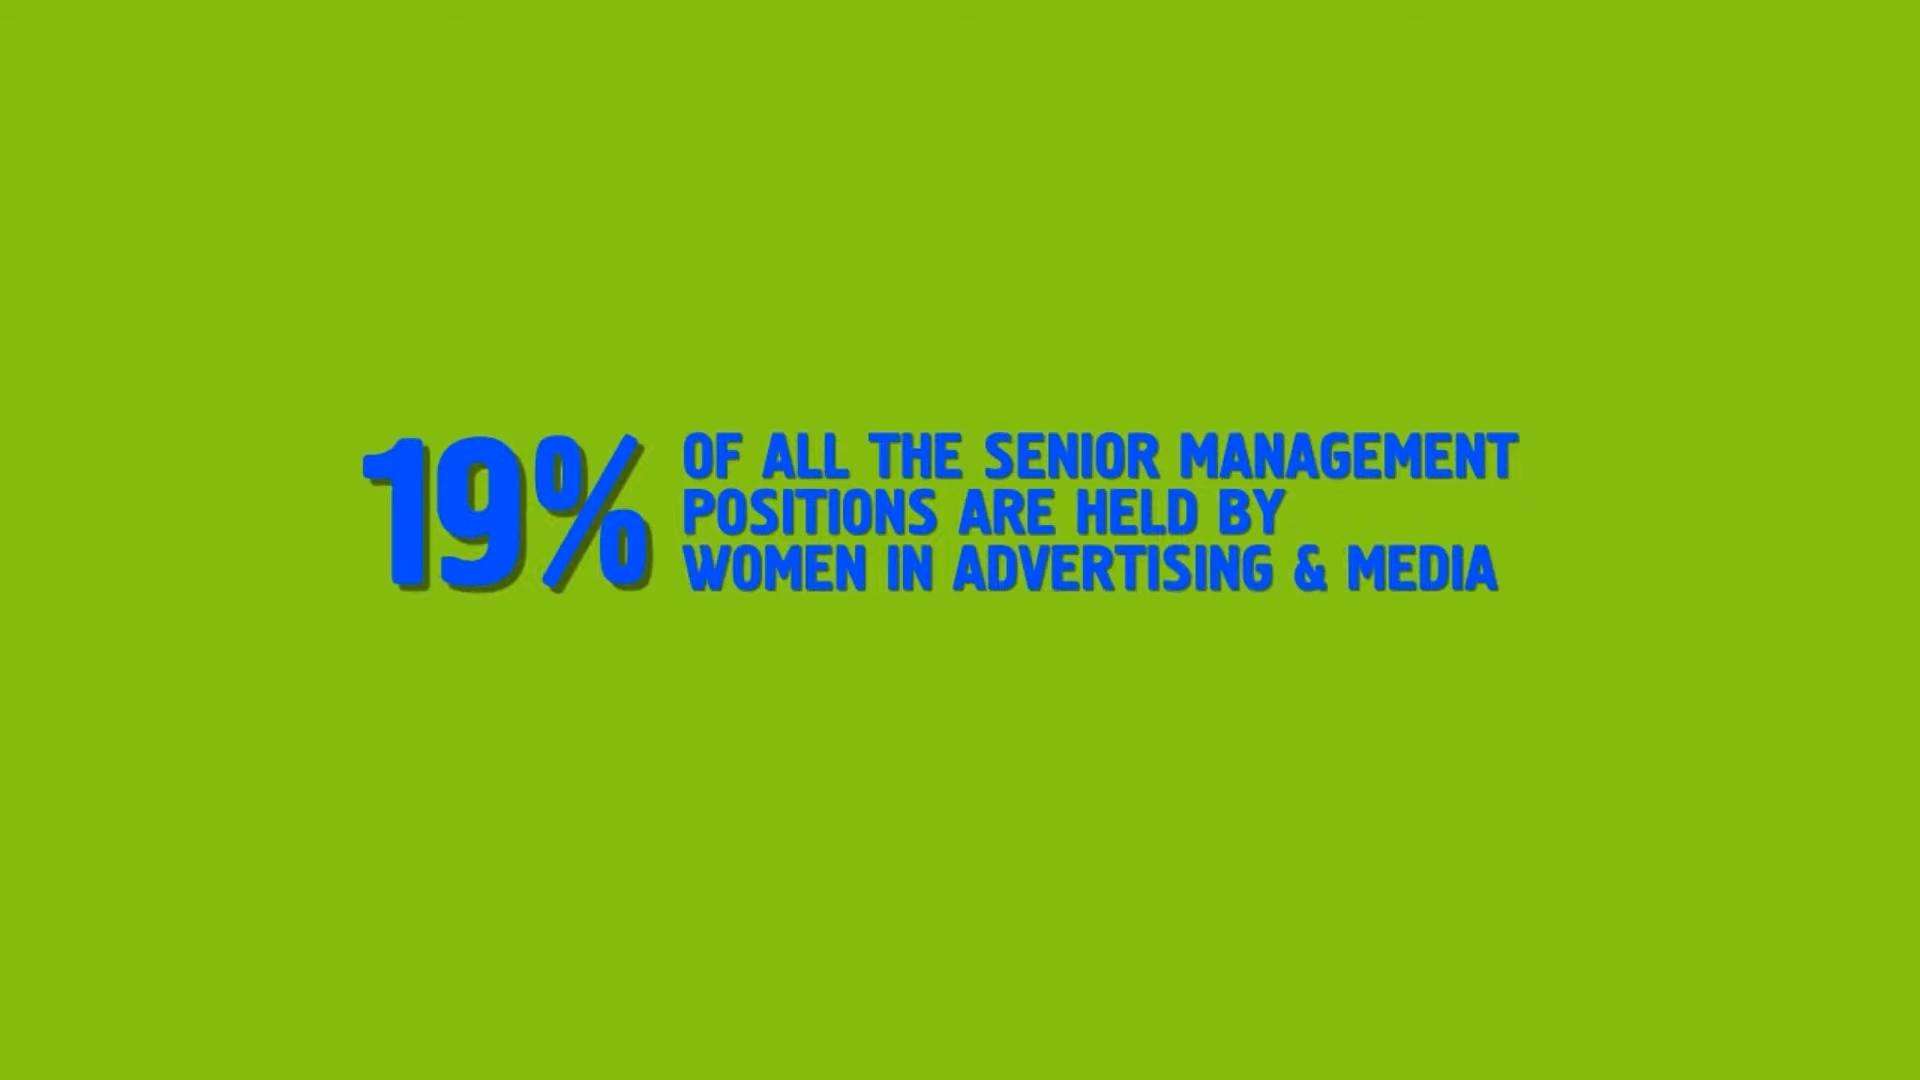 19% OF ALL THE SENIOR MANAGEMENT
POSITIONS ARE HELD BY
WOMEN IN ADVERTISING & MEDIA